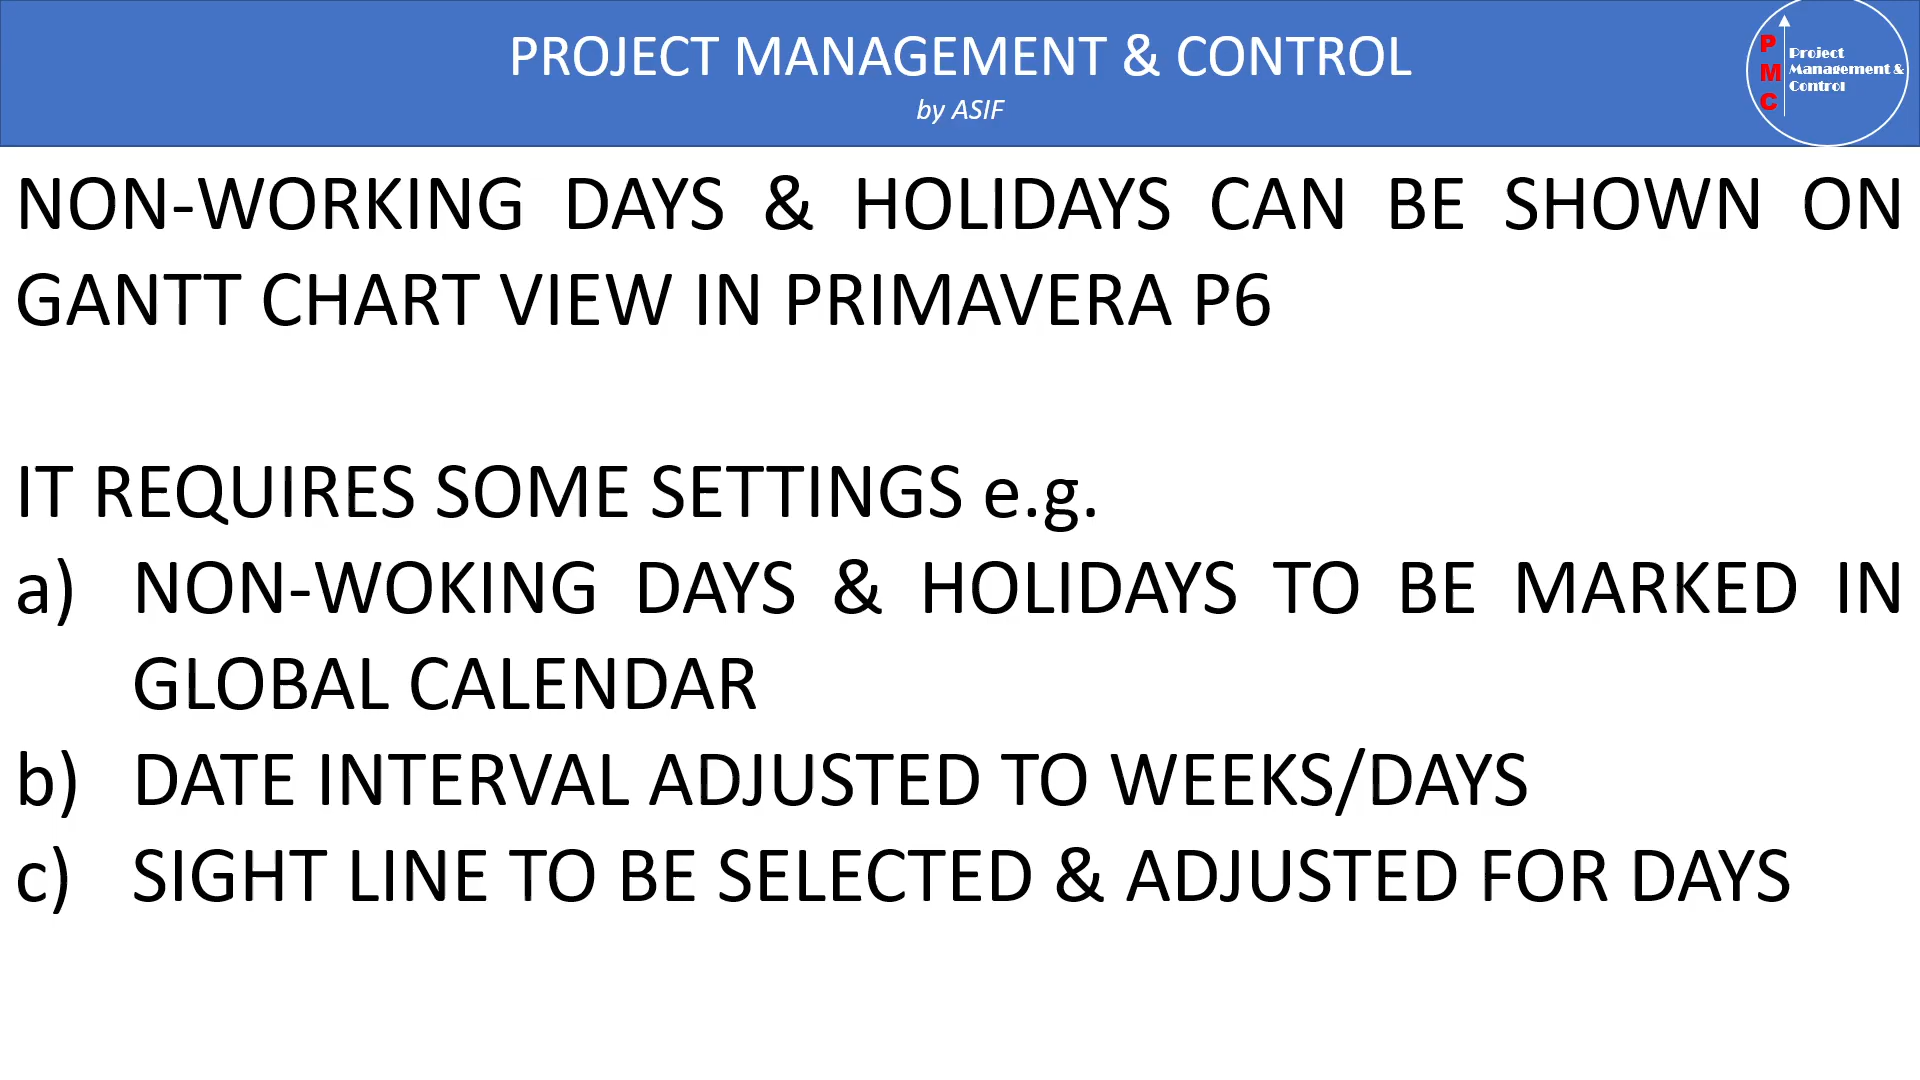 PROJECT MANAGEMENT & CONTROL
by ASIF
P
M
C
Project
Management &
Control
NON-WORKING DAYS & HOLIDAYS CAN BE SHOWN ON
GANTT CHART VIEW IN PRIMAVERA P6
IT REQUIRES SOME SETTINGS e.g.
a) NON-WOKING DAYS & HOLIDAYS TO BE MARKED IN
GLOBAL CALENDAR
b) DATE INTERVAL ADJUSTED TO WEEKS/DAYS
c) SIGHT LINE TO BE SELECTED & ADJUSTED FOR DAYS